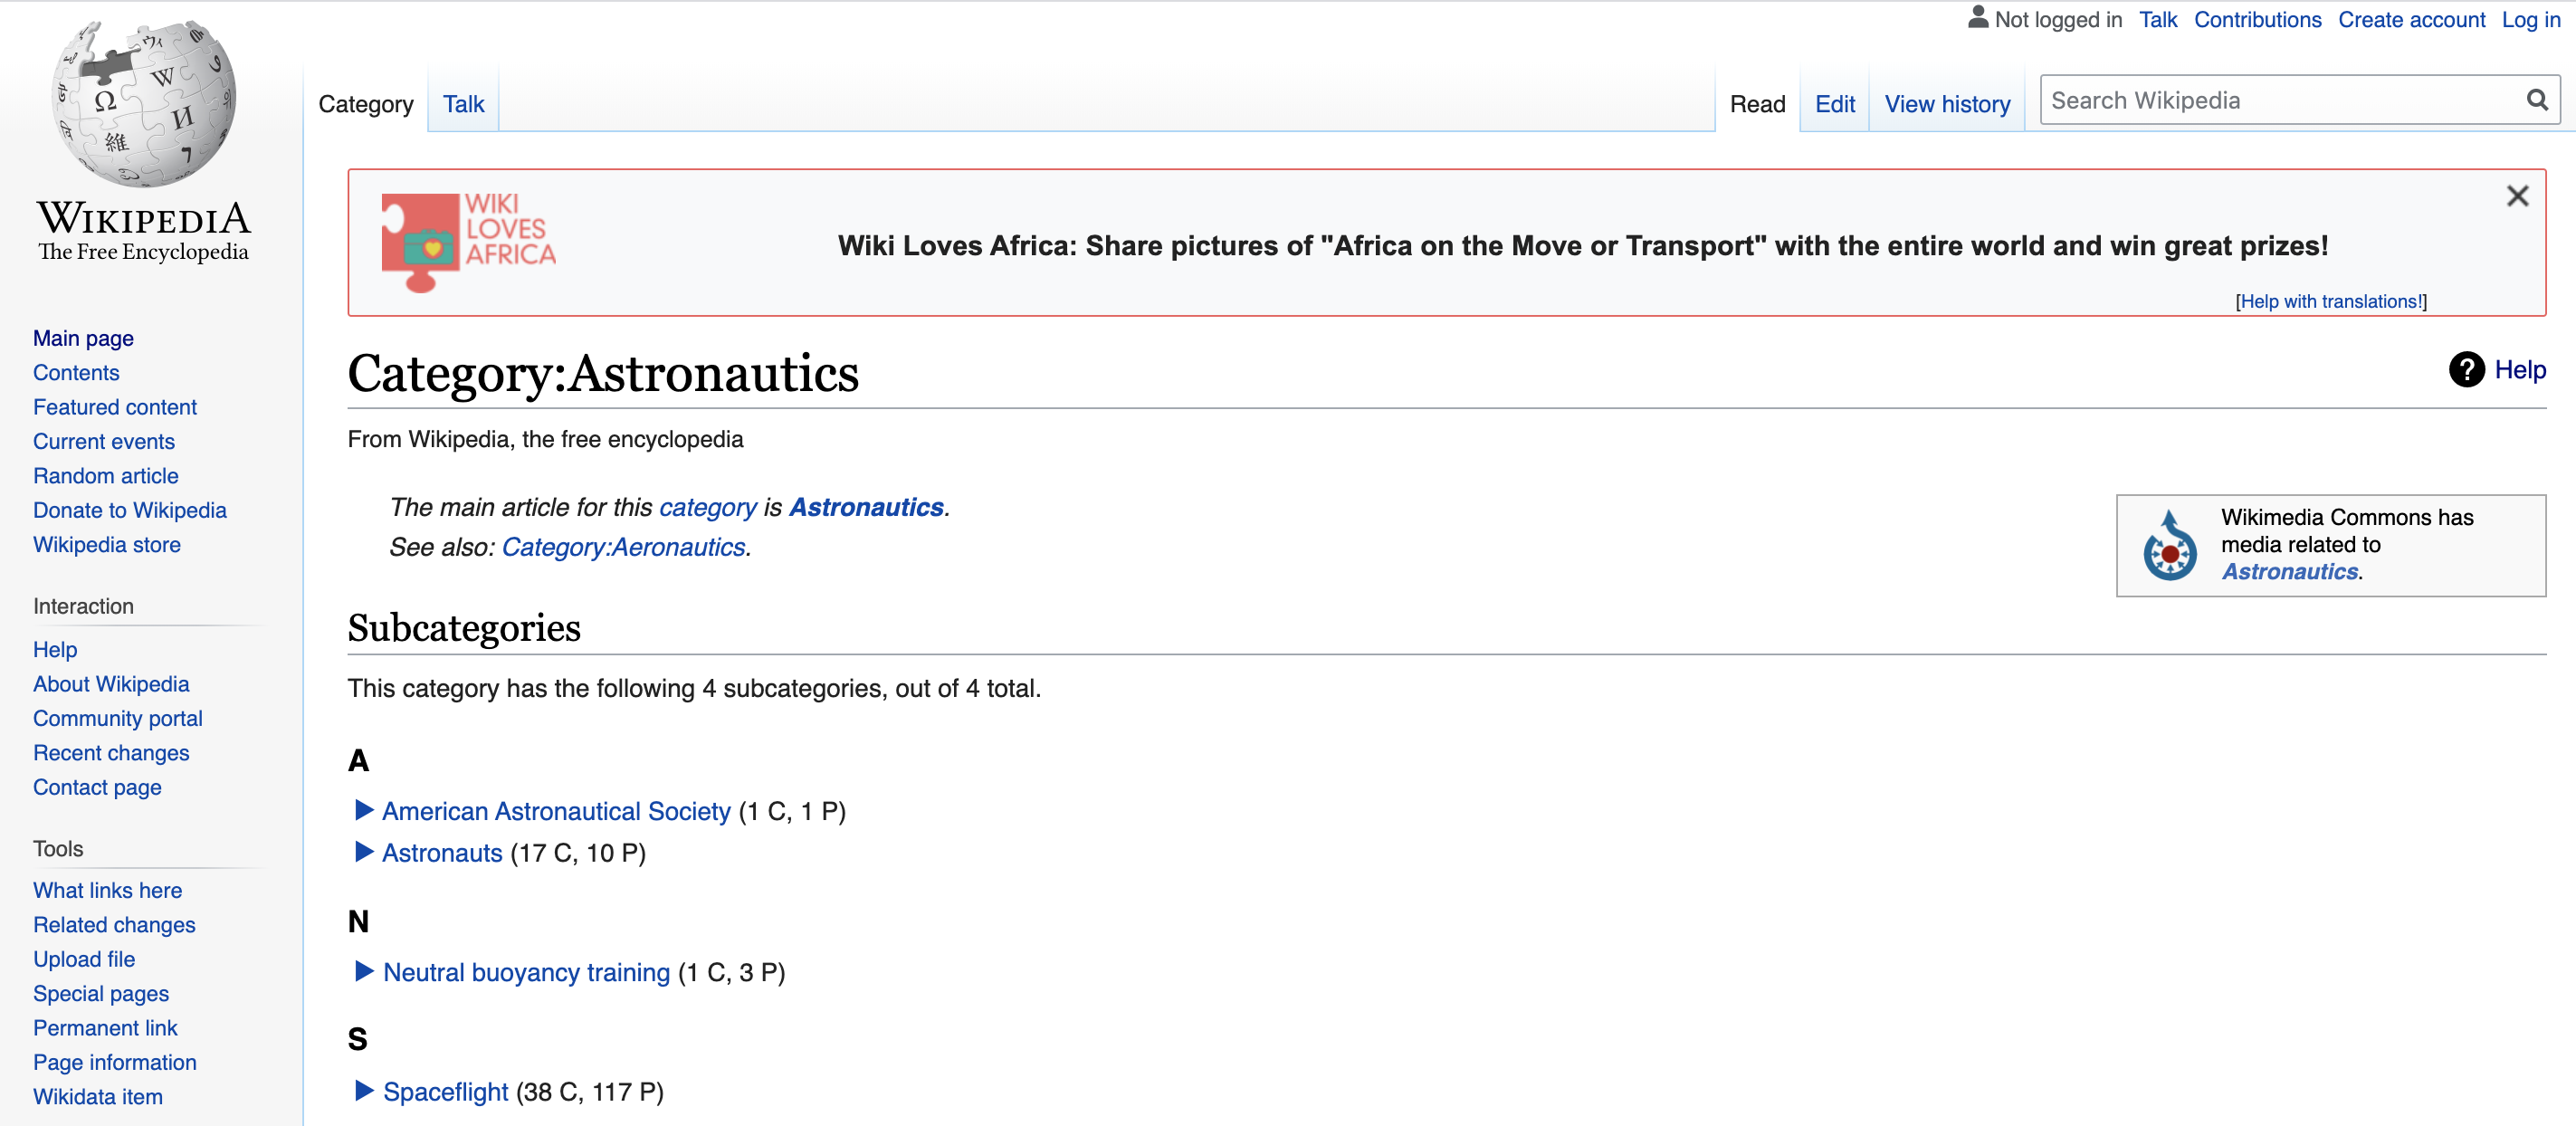 Not logged in Talk Contributions Create account Log in
Category Talk Read Edit View history Search Wikipedia
WIKIPEDIA
The Free Encyclopedia
Main page
Contents
Featured content
Current events
Random article
Donate to Wikipedia
Wikipedia store
Interaction
Help
About Wikipedia
Community portal
Recent changes
Contact page
Tools
What links here
Related changes
Upload file
Special pages
Permanent link
Page information
Wikidata item
WIKI
LOVES
AFRICA
Wiki Loves Africa: Share pictures of "Africa on the Move or Transport" with the entire world and win great prizes!
[Help with translations!]
Category:Astronautics
Help
From Wikipedia, the free encyclopedia
The main article for this category is Astronautics.
See also: Category:Aeronautics.
Wikimedia Commons has
media related to
Astronautics.
Subcategories
This category has the following 4 subcategories, out of 4 total.
A
American Astronautical Society (1 C, 1 P)
Astronauts (17 C, 10 P)
N
Neutral buoyancy training (1 C, 3 P)
S
Spaceflight (38 C, 117 P)